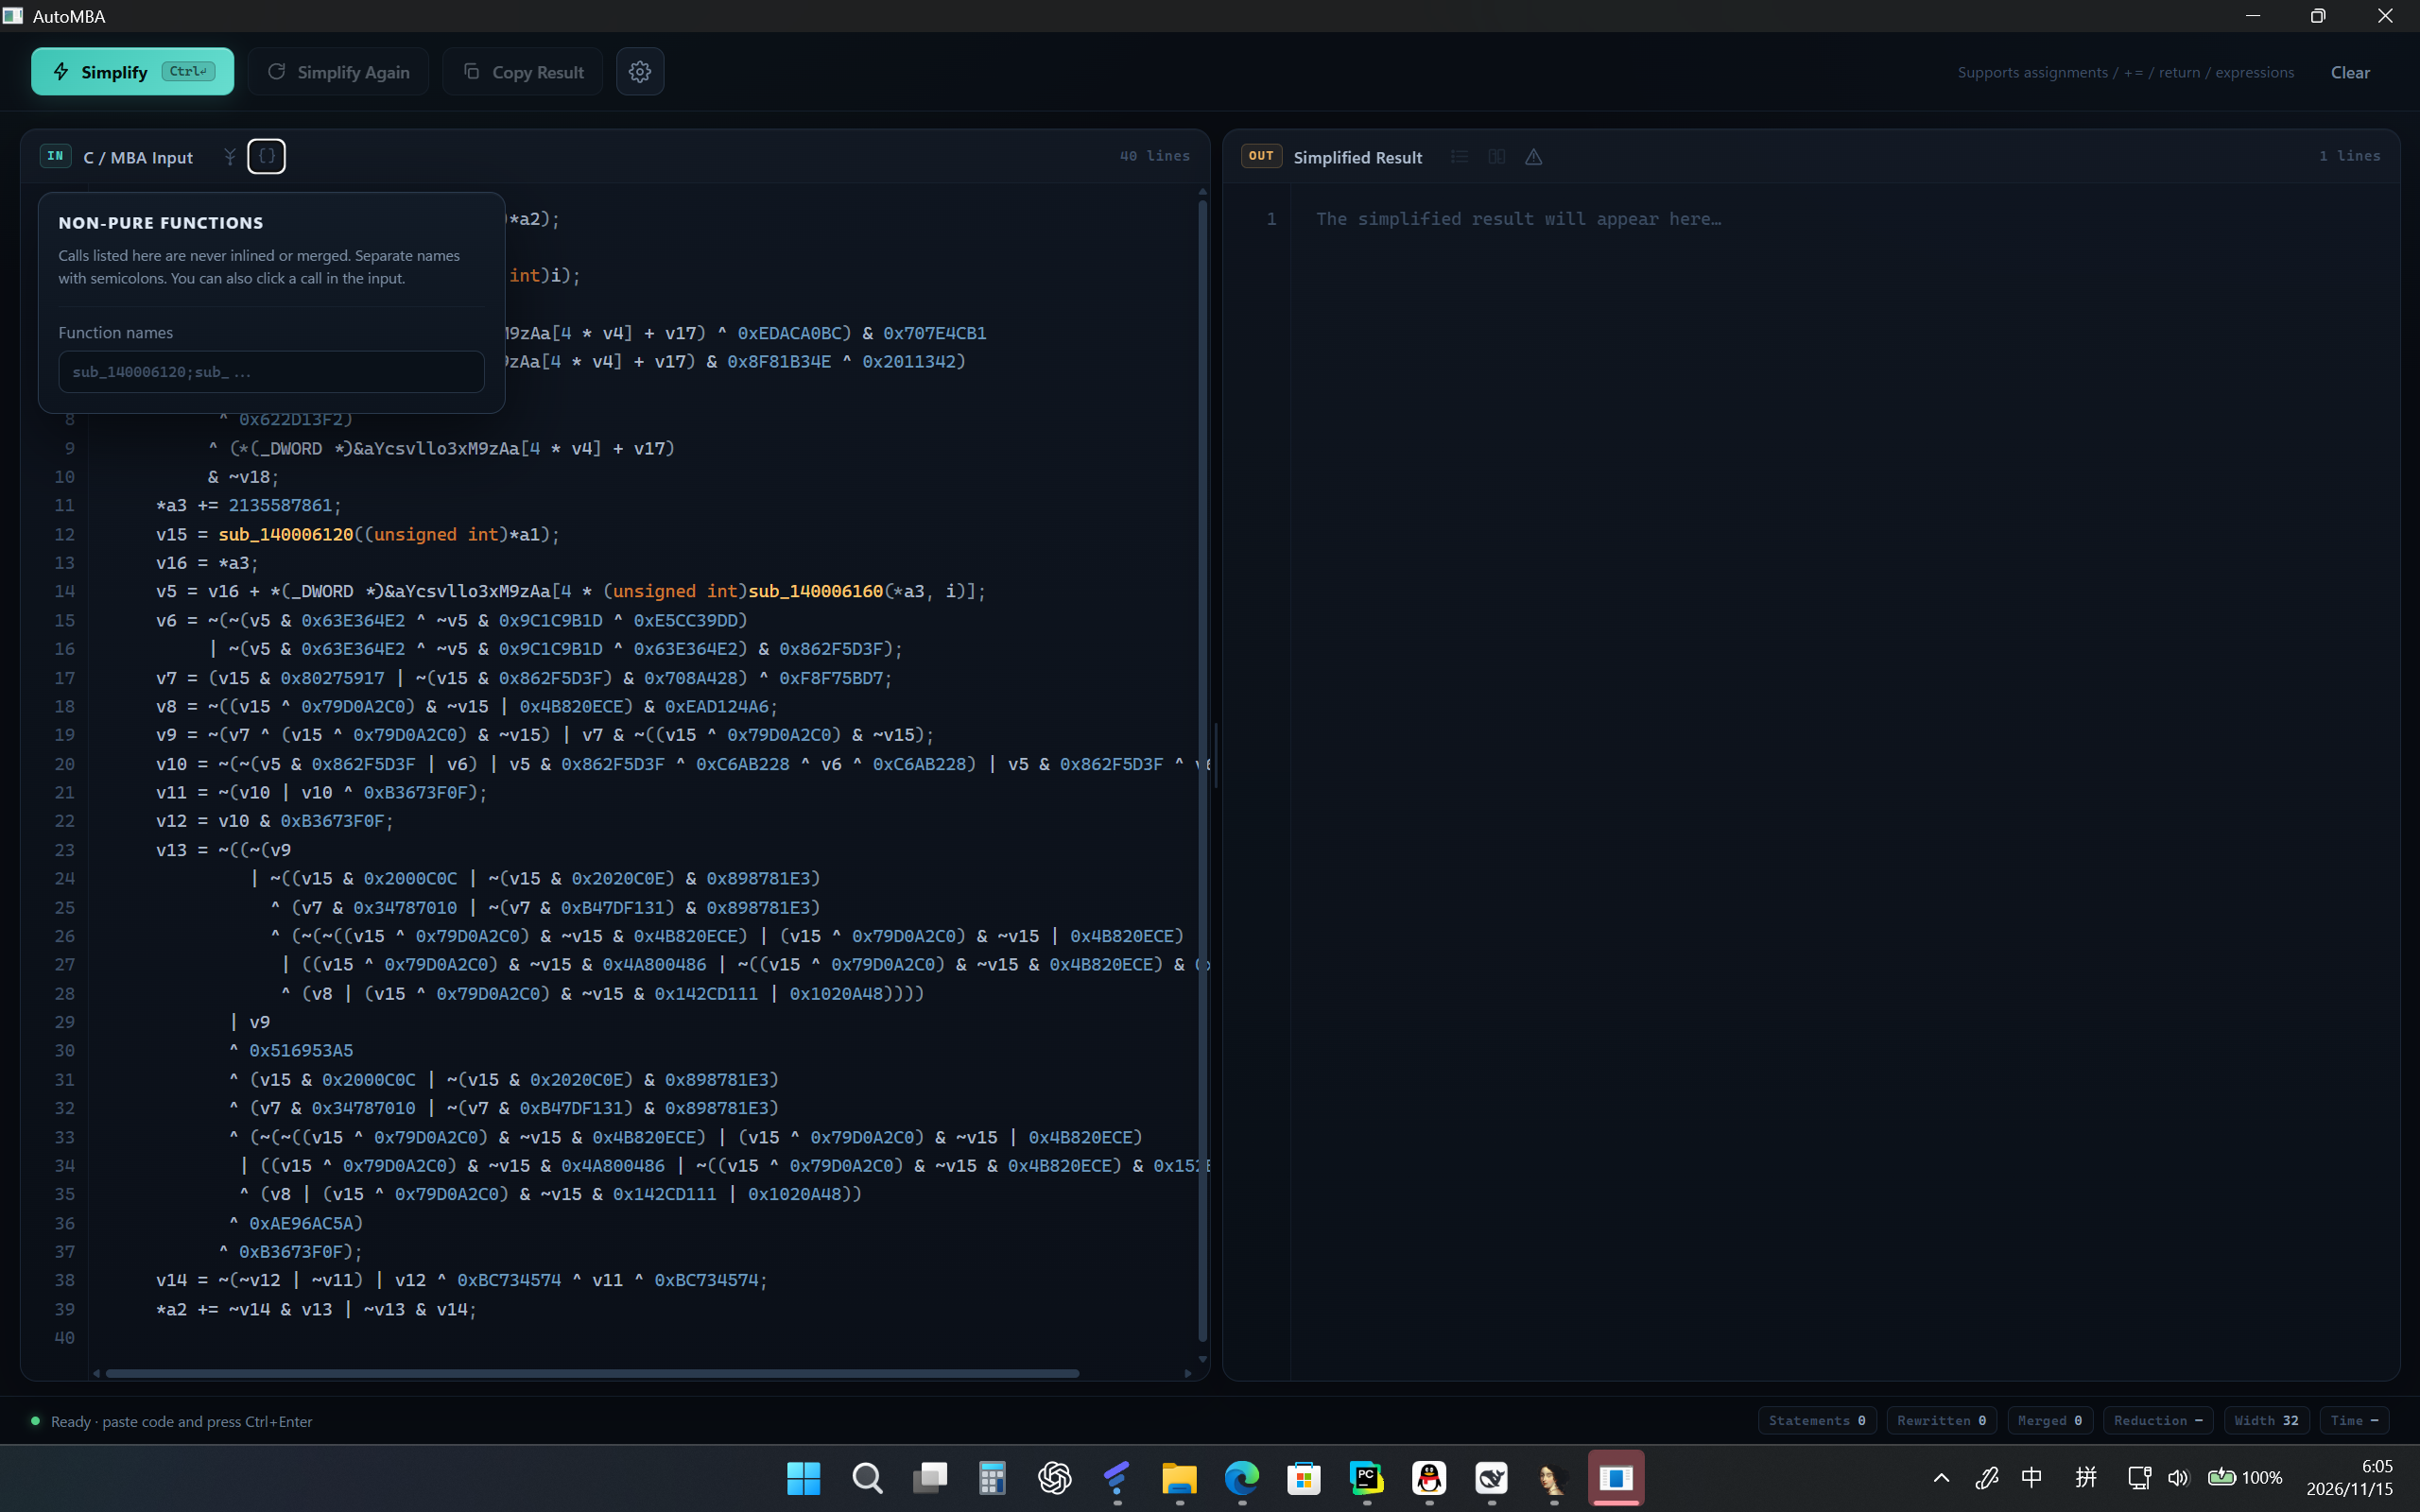 AutoMBA
Simplify Ctrl↵ Simplify Again Copy Result Supports assignments / += / return / expressions Clear
IN C / MBA Input {} 40 lines
NON-PURE FUNCTIONS
Calls listed here are never inlined or merged. Separate names
with semicolons. You can also click a call in the input.
Function names
sub_140006120;sub_ ...
)*a2);
int)i);
M9zAa[4 * v4] + v17) ^ 0xEDACA0BC) & 0x707E4CB1
zAa[4 * v4] + v17) & 0x8F81B34E ^ 0x2011342)
8 ^ 0x622D13F2)
9 ^ (*(_DWORD *)&aYcsvllo3xM9zAa[4 * v4] + v17)
10 & ~v18;
11 *a3 += 2135587861;
12 v15 = sub_140006120((unsigned int)*a1);
13 v16 = *a3;
14 v5 = v16 + *(_DWORD *)&aYcsvllo3xM9zAa[4 * (unsigned int)sub_140006160(*a3, i)];
15 v6 = ~(~(v5 & 0x63E364E2 ^ ~v5 & 0x9C1C9B1D ^ 0xE5CC39DD)
16 | ~(v5 & 0x63E364E2 ^ ~v5 & 0x9C1C9B1D ^ 0x63E364E2) & 0x862F5D3F);
17 v7 = (v15 & 0x80275917 | ~(v15 & 0x862F5D3F) & 0x708A428) ^ 0xF8F75BD7;
18 v8 = ~((v15 ^ 0x79D0A2C0) & ~v15 | 0x4B820ECE) & 0xEAD124A6;
19 v9 = ~(v7 ^ (v15 ^ 0x79D0A2C0) & ~v15) | v7 & ~((v15 ^ 0x79D0A2C0) & ~v15);
20 v10 = ~(~(v5 & 0x862F5D3F | v6) | v5 & 0x862F5D3F ^ 0xC6AB228 ^ v6 ^ 0xC6AB228) | v5 & 0x862F5D3F ^ v6
21 v11 = ~(v10 | v10 ^ 0xB3673F0F);
22 v12 = v10 & 0xB3673F0F;
23 v13 = ~((~(v9
24 | ~((v15 & 0x2000C0C | ~(v15 & 0x2020C0E) & 0x898781E3)
25 ^ (v7 & 0x34787010 | ~(v7 & 0xB47DF131) & 0x898781E3)
26 ^ (~(~((v15 ^ 0x79D0A2C0) & ~v15 & 0x4B820ECE) | (v15 ^ 0x79D0A2C0) & ~v15 | 0x4B820ECE)
27 | ((v15 ^ 0x79D0A2C0) & ~v15 & 0x4A800486 | ~((v15 ^ 0x79D0A2C0) & ~v15 & 0x4B820ECE) &
28 ^ (v8 | (v15 ^ 0x79D0A2C0) & ~v15 & 0x142CD111 | 0x1020A48))))
29 | v9
30 ^ 0x516953A5
31 ^ (v15 & 0x2000C0C | ~(v15 & 0x2020C0E) & 0x898781E3)
32 ^ (v7 & 0x34787010 | ~(v7 & 0xB47DF131) & 0x898781E3)
33 ^ (~(~((v15 ^ 0x79D0A2C0) & ~v15 & 0x4B820ECE) | (v15 ^ 0x79D0A2C0) & ~v15 | 0x4B820ECE)
34 | ((v15 ^ 0x79D0A2C0) & ~v15 & 0x4A800486 | ~((v15 ^ 0x79D0A2C0) & ~v15 & 0x4B820ECE) &
35 ^ (v8 | (v15 ^ 0x79D0A2C0) & ~v15 & 0x142CD111 | 0x1020A48))
36 ^ 0xAE96AC5A)
37 ^ 0xB3673F0F);
38 v14 = ~(~v12 | ~v11) | v12 ^ 0xBC734574 ^ v11 ^ 0xBC734574;
39 *a2 += ~v14 & v13 | ~v13 & v14;
40
OUT Simplified Result 1 lines
1 The simplified result will appear here…
Ready · paste code and press Ctrl+Enter
Statements 0 Rewritten 0 Merged 0 Reduction — Width 32 Time —
PC 中 拼 100% 6:05
2026/11/15